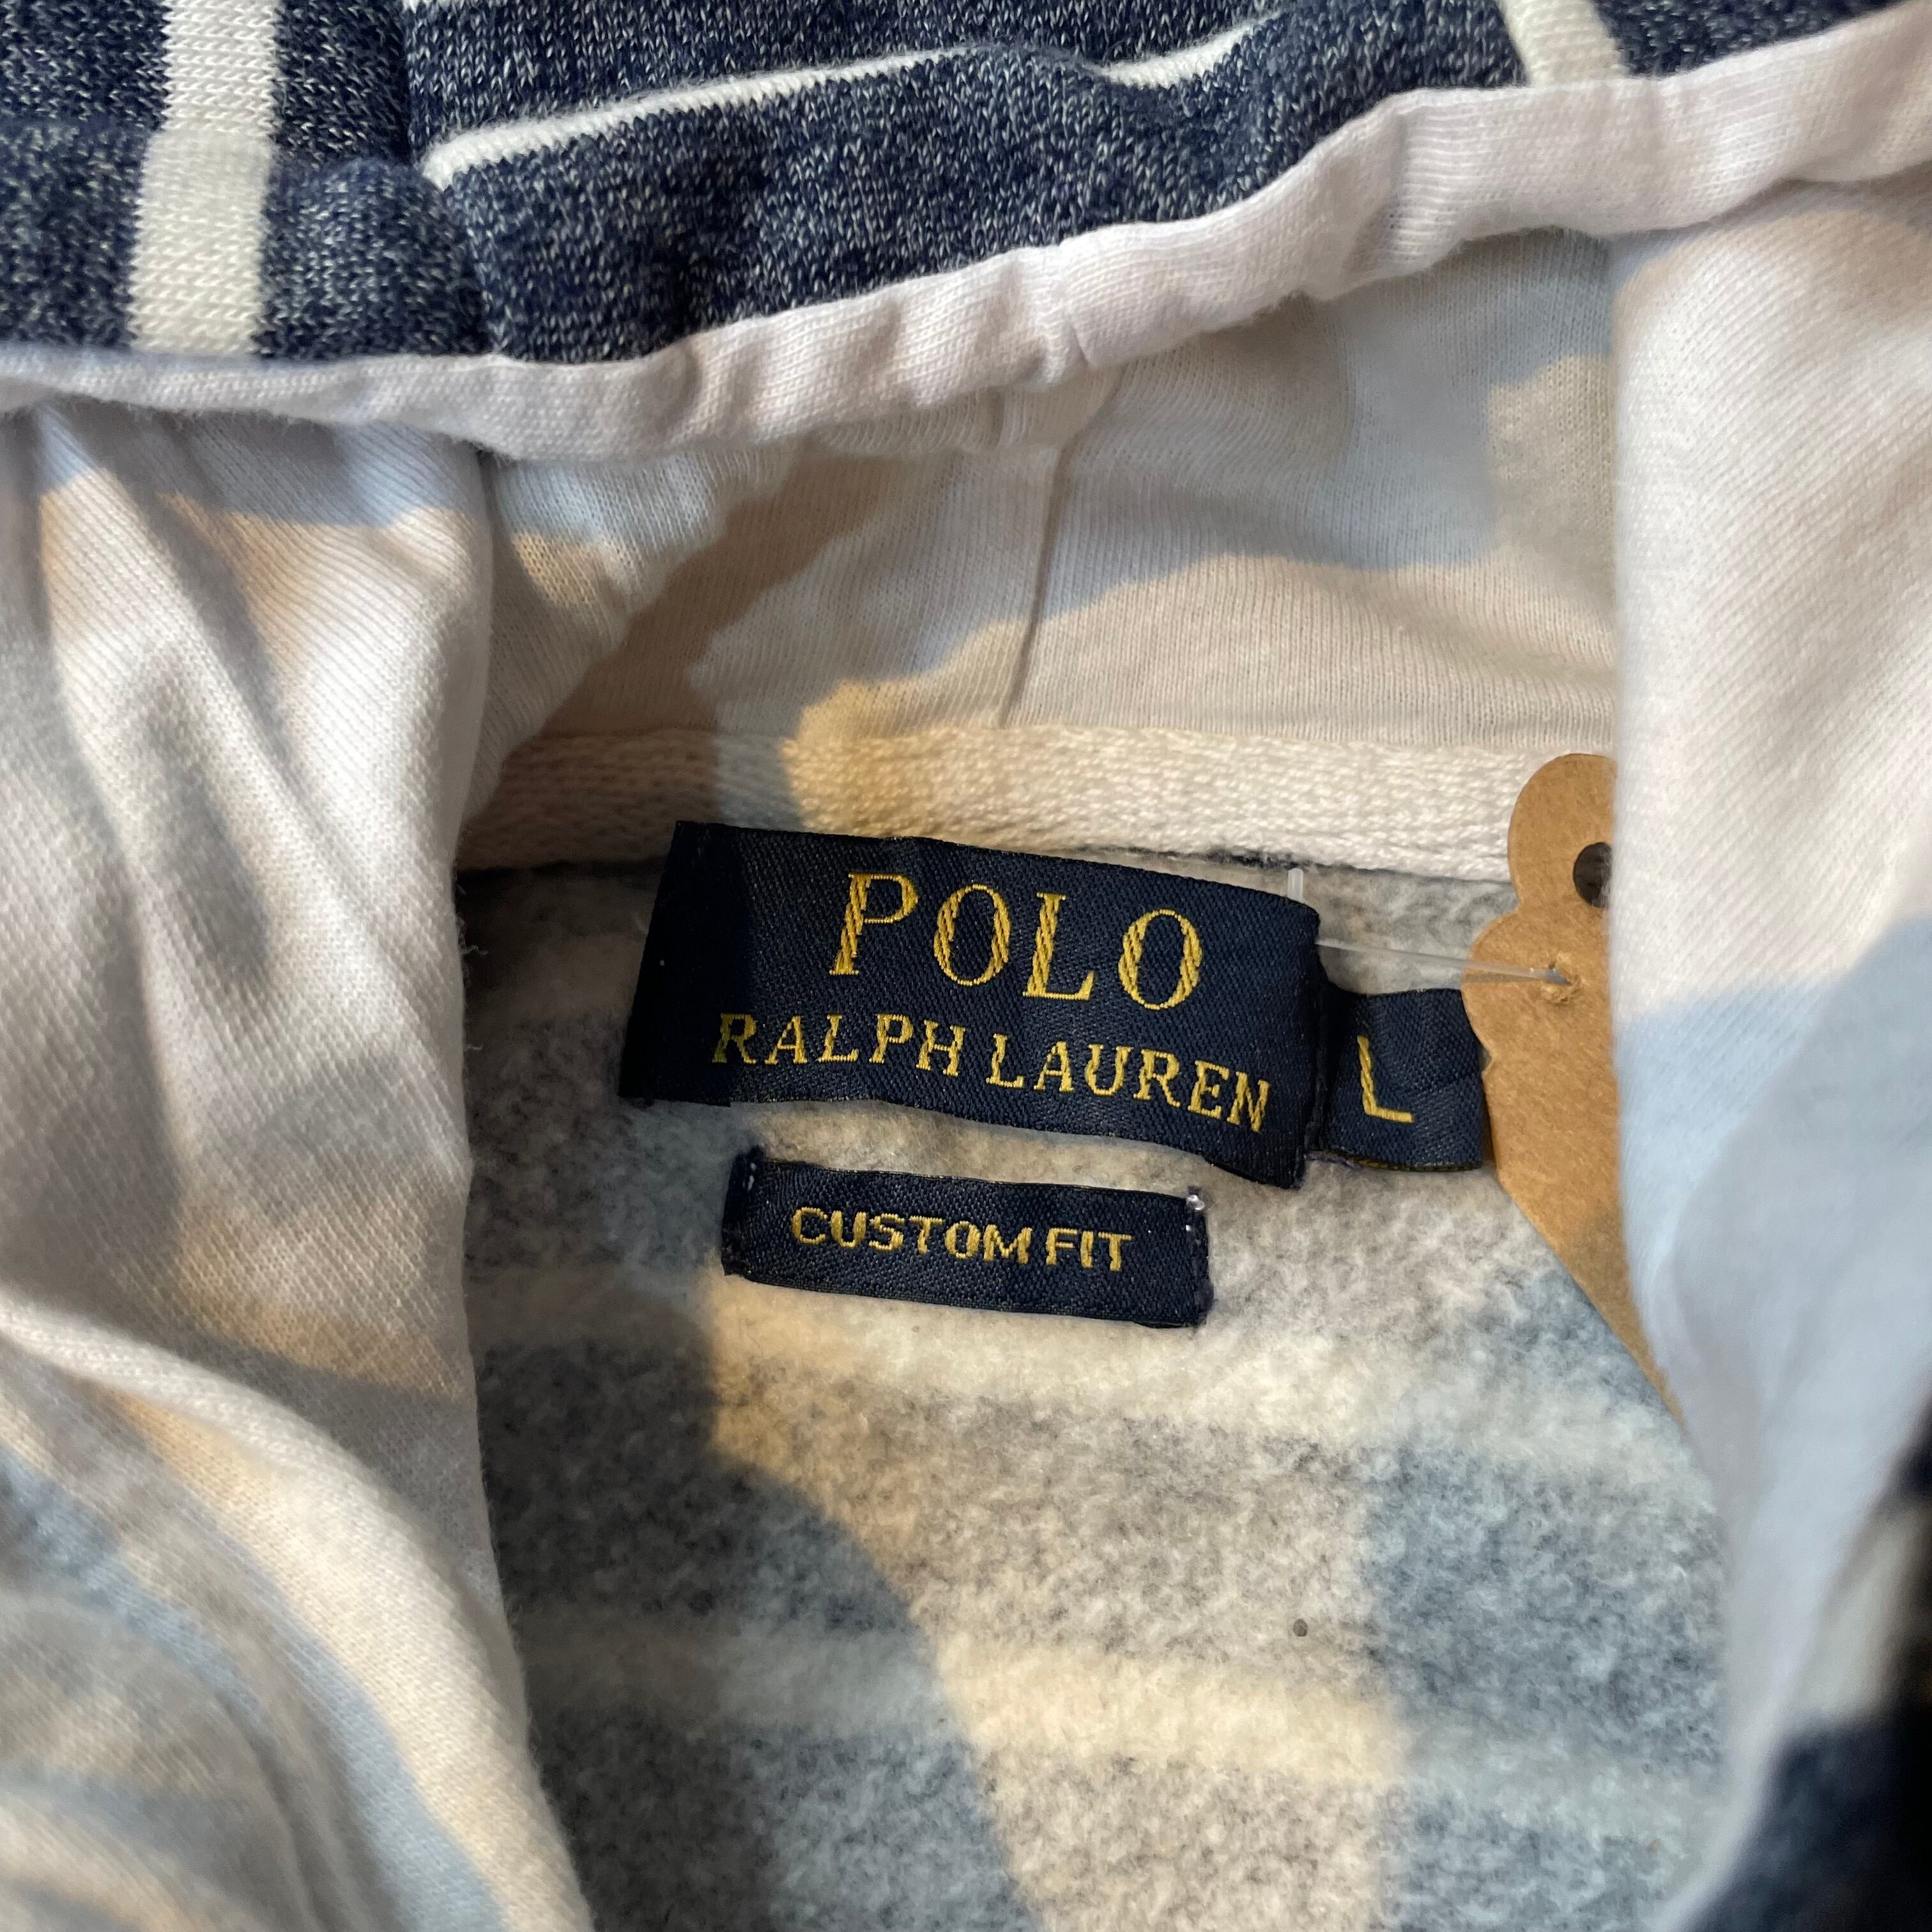 POLO
RALPH LAUREN
L
CUSTOM FIT